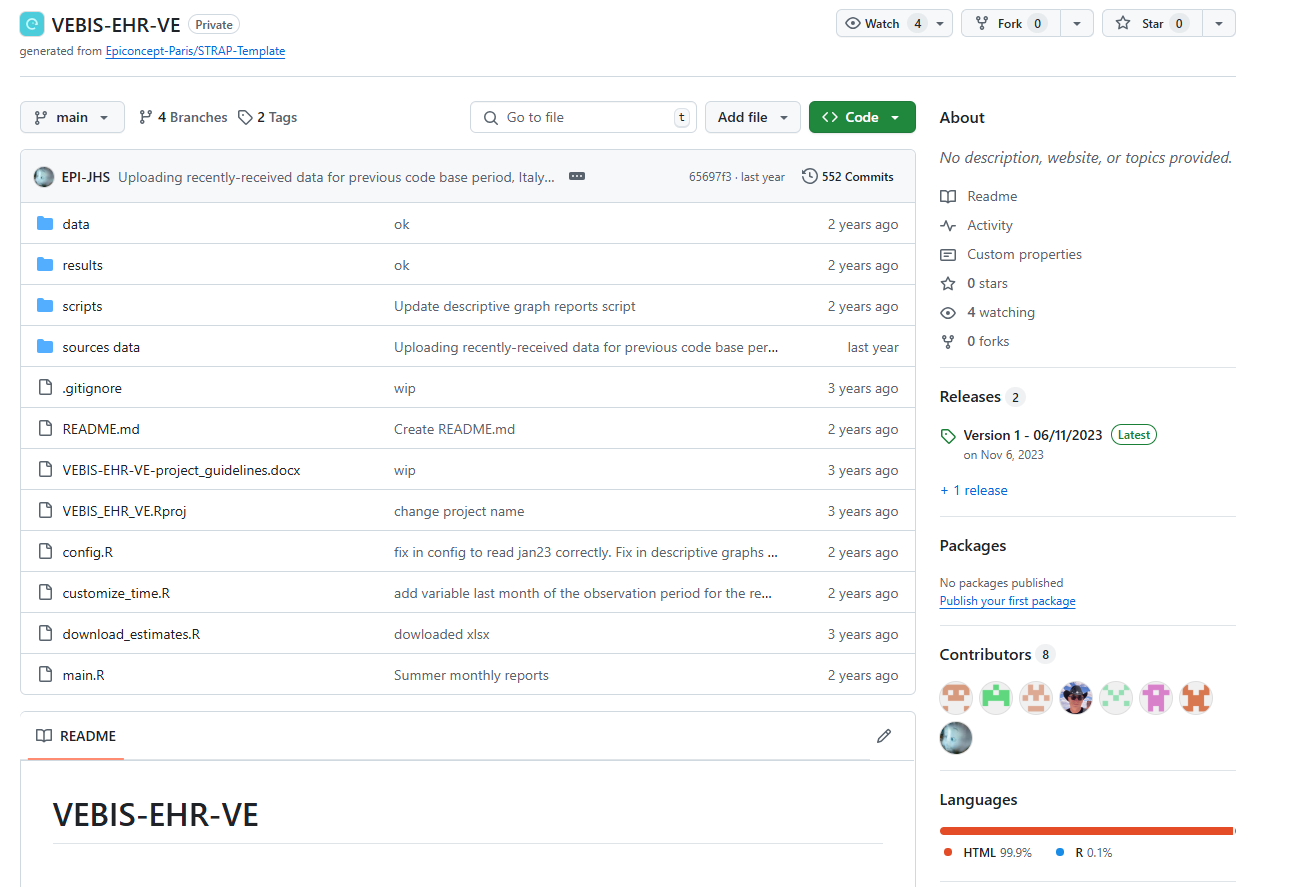 VEBIS-EHR-VE Private
Watch 4 Fork 0 Star 0
generated from Epiconcept-Paris/STRAP-Template
main 4 Branches 2 Tags Go to file t Add file Code
EPI-JHS Uploading recently-received data for previous code base period, Italy... 65697f3 · last year 552 Commits
data ok 2 years ago
results ok 2 years ago
scripts Update descriptive graph reports script 2 years ago
sources data Uploading recently-received data for previous code base per... last year
.gitignore wip 3 years ago
README.md Create README.md 2 years ago
VEBIS-EHR-VE-project_guidelines.docx wip 3 years ago
VEBIS_EHR_VE.Rproj change project name 3 years ago
config.R fix in config to read jan23 correctly. Fix in descriptive graphs ... 2 years ago
customize_time.R add variable last month of the observation period for the re... 2 years ago
download_estimates.R dowloaded xlsx 3 years ago
main.R Summer monthly reports 2 years ago
README
VEBIS-EHR-VE
About
No description, website, or topics provided.
Readme
Activity
Custom properties
0 stars
4 watching
0 forks
Releases 2
Version 1 - 06/11/2023 Latest
on Nov 6, 2023
+ 1 release
Packages
No packages published
Publish your first package
Contributors 8
Languages
HTML 99.9% R 0.1%